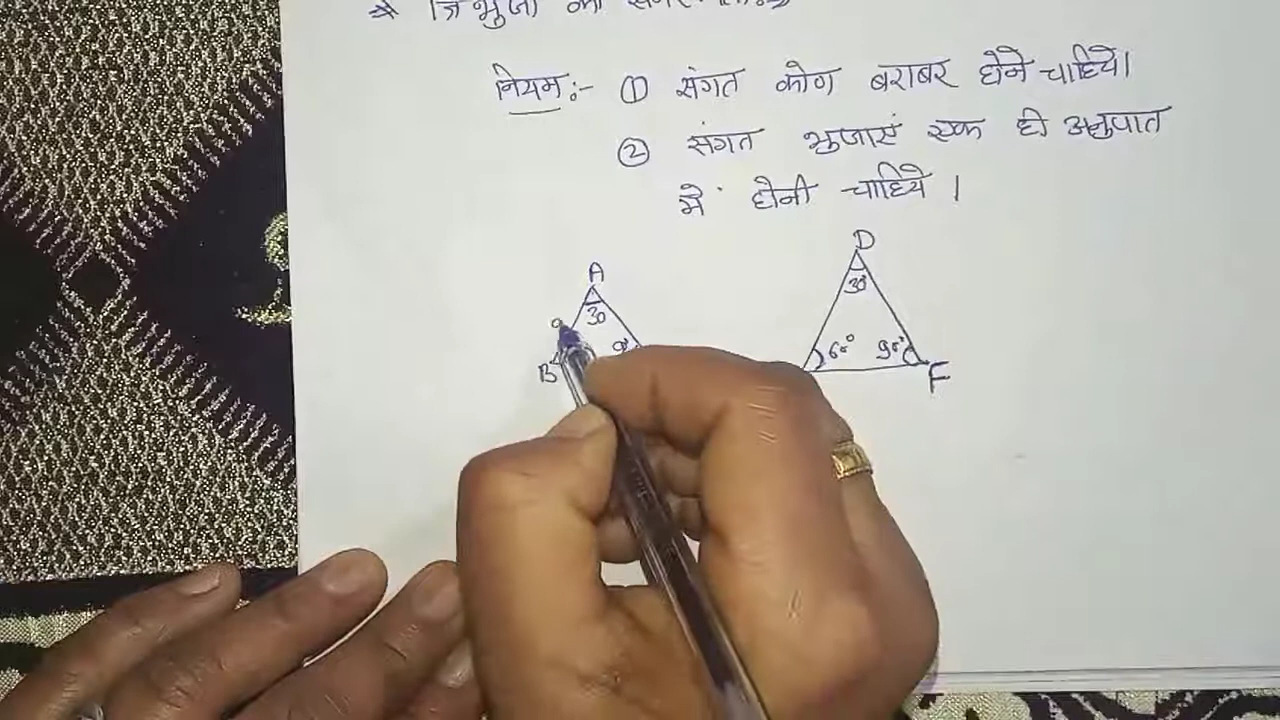 त्रिभुजों की
नियम :- ① संगत कोण बराबर होने चाहिये।
② संगत भुजाएं एक ही अनुपात
में होनी चाहिये ।
D
A
30°
30
60° 90°
B
F